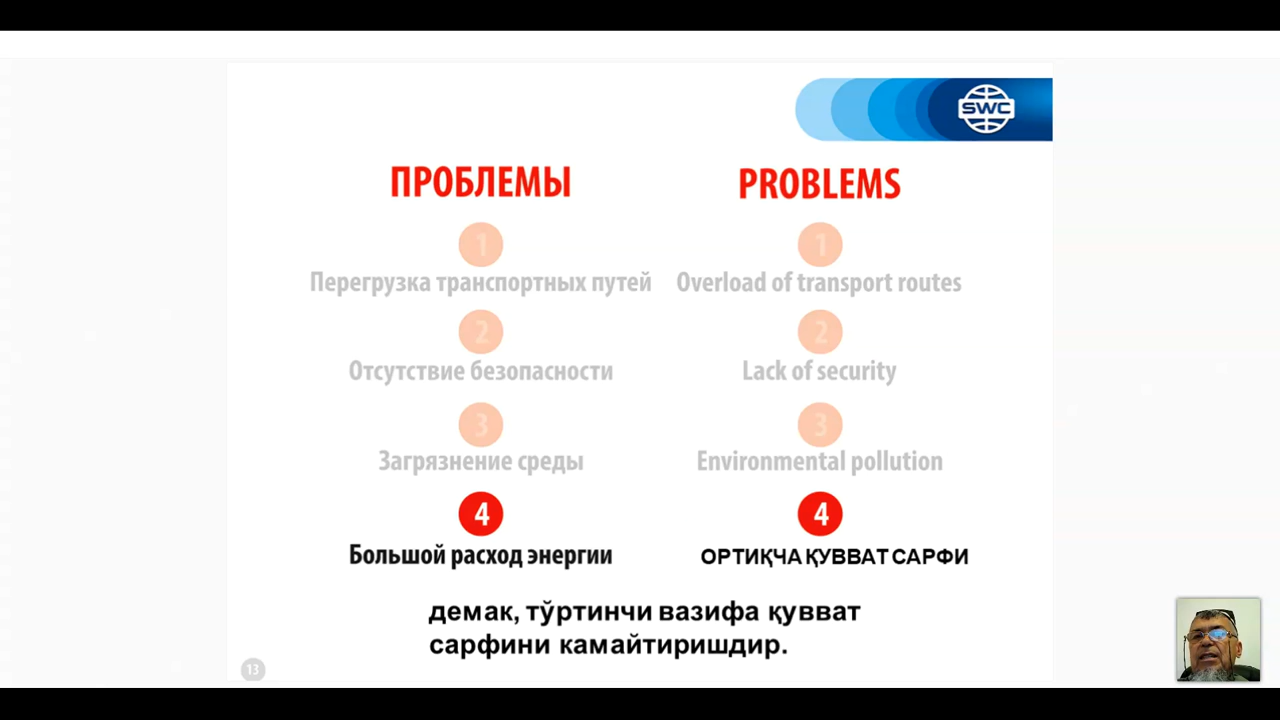 SWC
ПРОБЛЕМЫ
1
Перегрузка транспортных путей
2
Отсутствие безопасности
3
Загрязнение среды
4
Большой расход энергии
PROBLEMS
1
Overload of transport routes
2
Lack of security
3
Environmental pollution
4
ОРТИҚЧА ҚУВВАТ САРФИ
демак, тўртинчи вазифа қувват
сарфини камайтиришдир.
13